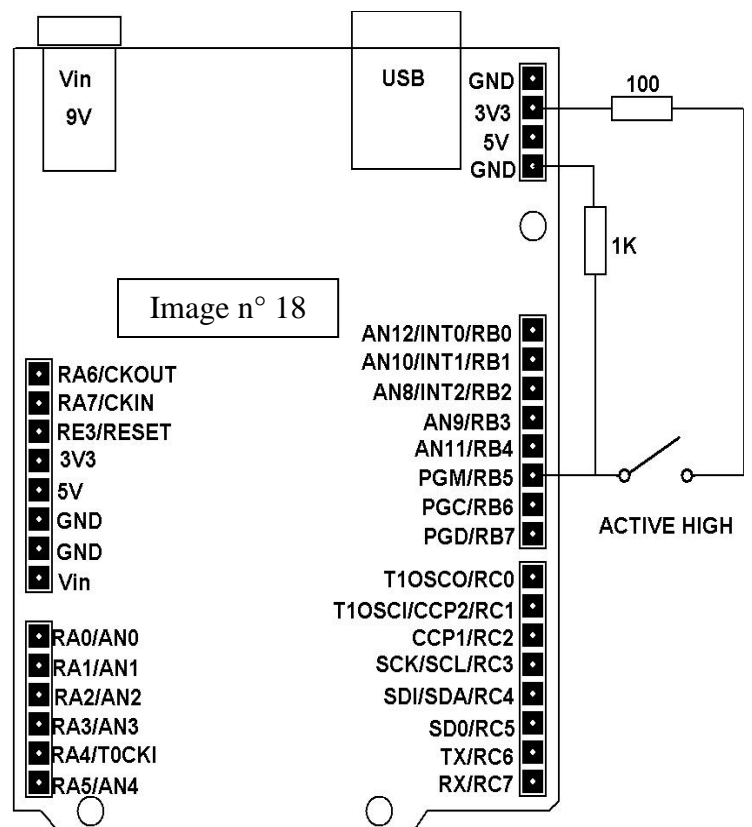 Vin
9V
USB
GND
3V3
5V
GND
100
1K
Image n° 18
AN12/INT0/RB0
AN10/INT1/RB1
AN8/INT2/RB2
AN9/RB3
AN11/RB4
PGM/RB5
PGC/RB6
PGD/RB7
ACTIVE HIGH
RA6/CKOUT
RA7/CKIN
RE3/RESET
3V3
5V
GND
GND
Vin
T1OSCO/RC0
T1OSCI/CCP2/RC1
CCP1/RC2
SCK/SCL/RC3
SDI/SDA/RC4
SD0/RC5
TX/RC6
RX/RC7
RA0/AN0
RA1/AN1
RA2/AN2
RA3/AN3
RA4/T0CKI
RA5/AN4